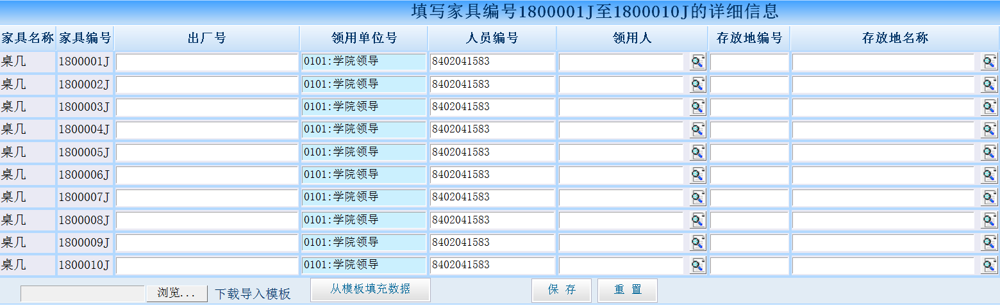 填写家具编号1800001J至1800010J的详细信息
家具名称 家具编号 出厂号 领用单位号 人员编号 领用人 存放地编号 存放地名称
桌几 1800001J 0101:学院领导 8402041583
桌几 1800002J 0101:学院领导 8402041583
桌几 1800003J 0101:学院领导 8402041583
桌几 1800004J 0101:学院领导 8402041583
桌几 1800005J 0101:学院领导 8402041583
桌几 1800006J 0101:学院领导 8402041583
桌几 1800007J 0101:学院领导 8402041583
桌几 1800008J 0101:学院领导 8402041583
桌几 1800009J 0101:学院领导 8402041583
桌几 1800010J 0101:学院领导 8402041583
浏览... 下载导入模板 从模板填充数据 保 存 重 置